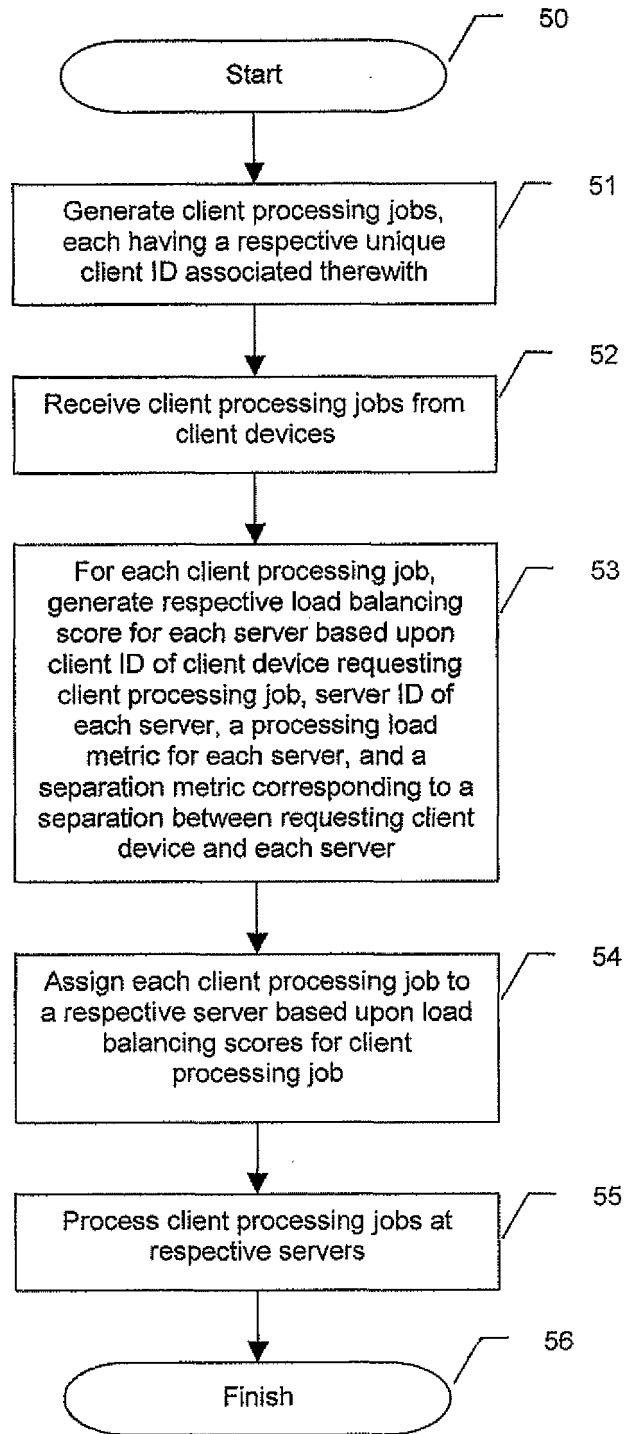 50
Start
51
Generate client processing jobs,
each having a respective unique
client ID associated therewith
52
Receive client processing jobs from
client devices
53
For each client processing job,
generate respective load balancing
score for each server based upon
client ID of client device requesting
client processing job, server ID of
each server, a processing load
metric for each server, and a
separation metric corresponding to a
separation between requesting client
device and each server
54
Assign each client processing job to
a respective server based upon load
balancing scores for client
processing job
55
Process client processing jobs at
respective servers
56
Finish